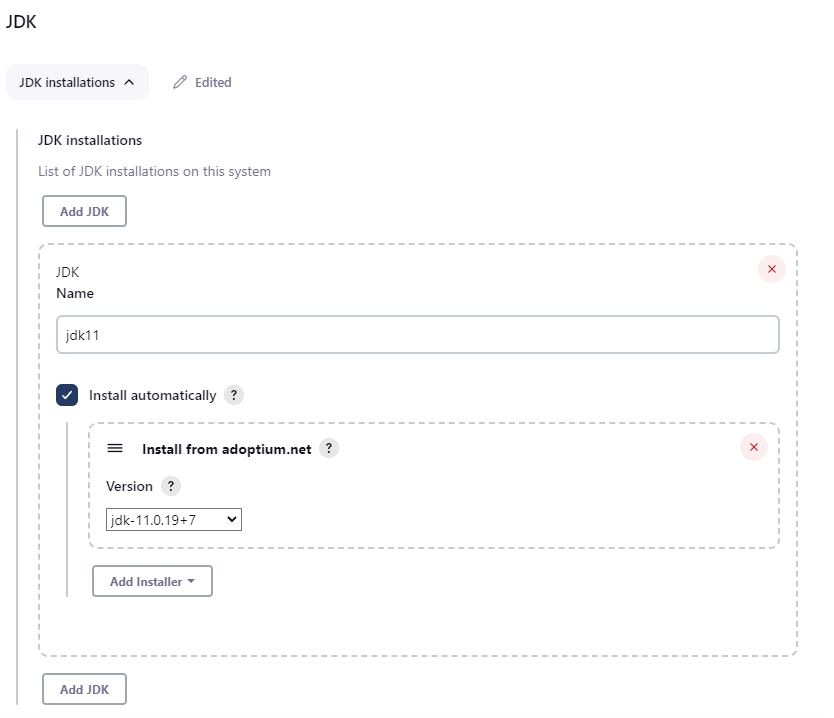 JDK
JDK installations
Edited
JDK installations
List of JDK installations on this system
Add JDK
JDK
Name
jdk11
Install automatically ?
Install from adoptium.net ?
Version ?
jdk-11.0.19+7
Add Installer
Add JDK